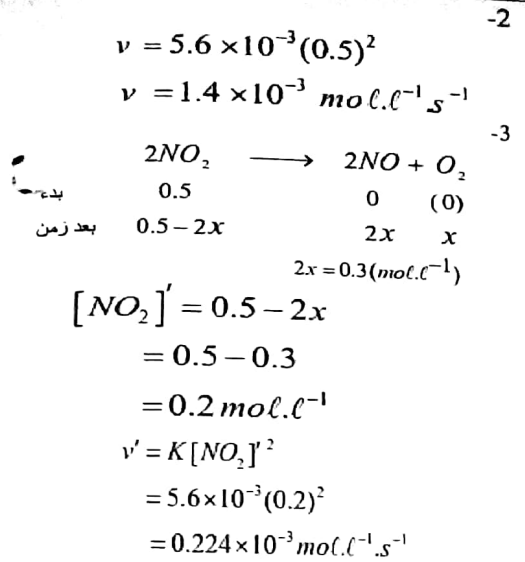 -2
ν = 5.6 ×10⁻³(0.5)²
ν = 1.4 ×10⁻³ moℓ.ℓ⁻¹ s⁻¹
-3
2NO₂ ⟶ 2NO + O₂
بدء 0.5 0 (0)
بعد زمن 0.5 – 2x 2x x
2x = 0.3(moℓ.ℓ⁻¹)
[NO₂]′ = 0.5 – 2x
= 0.5 – 0.3
= 0.2 moℓ.ℓ⁻¹
ν′ = K[NO₂]′²
= 5.6×10⁻³(0.2)²
= 0.224×10⁻³ moℓ.ℓ⁻¹.s⁻¹